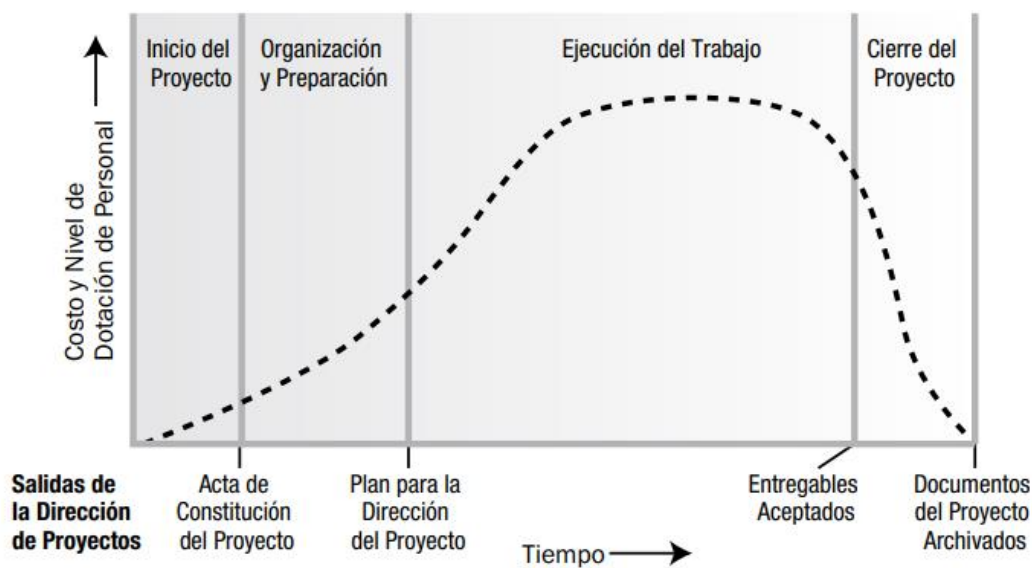 Inicio del
Proyecto
Organización
y Preparación
Ejecución del Trabajo
Cierre del
Proyecto
Costo y Nivel de
Dotación de Personal
Salidas de
la Dirección
de Proyectos
Acta de
Constitución
del Proyecto
Plan para la
Dirección
del Proyecto
Entregables
Aceptados
Documentos
del Proyecto
Archivados
Tiempo